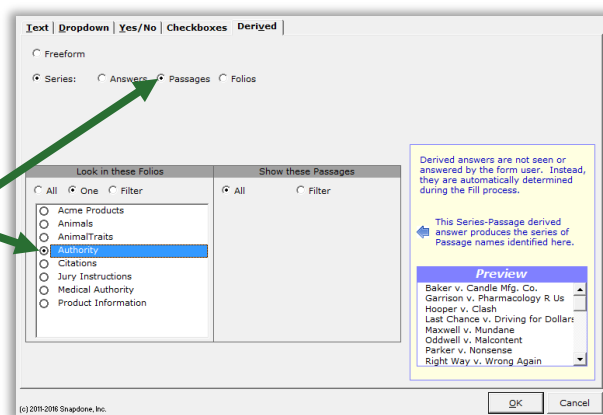 Text | Dropdown | Yes/No | Checkboxes | Derived |
Freeform
Series: Answers Passages Folios
Look in these Folios
Show these Passages
All One Filter
All Filter
Acme Products
Animals
AnimalTraits
Authority
Citations
Jury Instructions
Medical Authority
Product Information
Derived answers are not seen or
answered by the form user. Instead,
they are automatically determined
during the Fill process.
This Series-Passage derived
answer produces the series of
Passage names identified here.
Preview
Baker v. Candle Mfg. Co.
Garrison v. Pharmacology R Us
Hooper v. Clash
Last Chance v. Driving for Dollars
Maxwell v. Mundane
Oddwell v. Malcontent
Parker v. Nonsense
Right Way v. Wrong Again
(c) 2011-2016 Snapdone, Inc.
OK Cancel